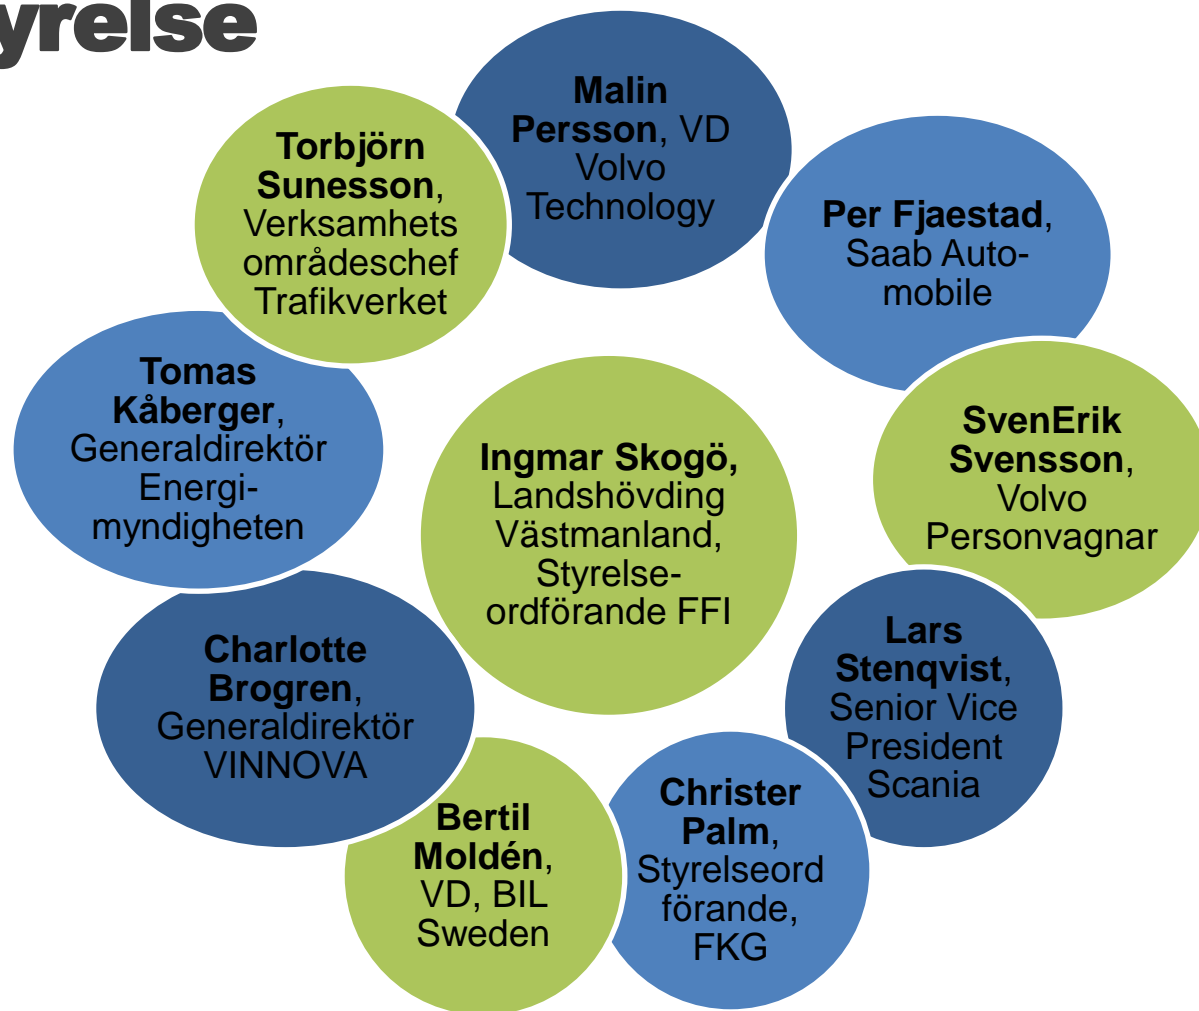 yrelse
Malin
Persson, VD
Volvo
Technology
Per Fjaestad,
Saab Auto-
mobile
SvenErik
Svensson,
Volvo
Personvagnar
Lars
Stenqvist,
Senior Vice
President
Scania
Christer
Palm,
Styrelseord
förande,
FKG
Bertil
Moldén,
VD, BIL
Sweden
Charlotte
Brogren,
Generaldirektör
VINNOVA
Tomas
Kåberger,
Generaldirektör
Energi-
myndigheten
Torbjörn
Sunesson,
Verksamhets
områdeschef
Trafikverket
Ingmar Skogö,
Landshövding
Västmanland,
Styrelse-
ordförande FFI